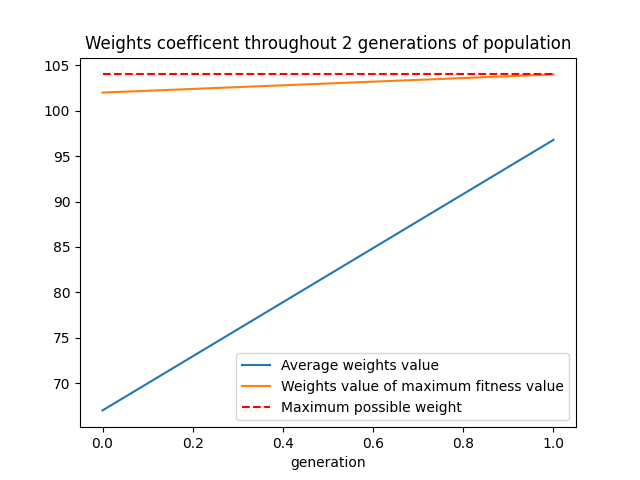 Weights coefficent throughout 2 generations of population
105
100
95
90
85
80
75
70
Average weights value
Weights value of maximum fitness value
Maximum possible weight
0.0 0.2 0.4 0.6 0.8 1.0
generation